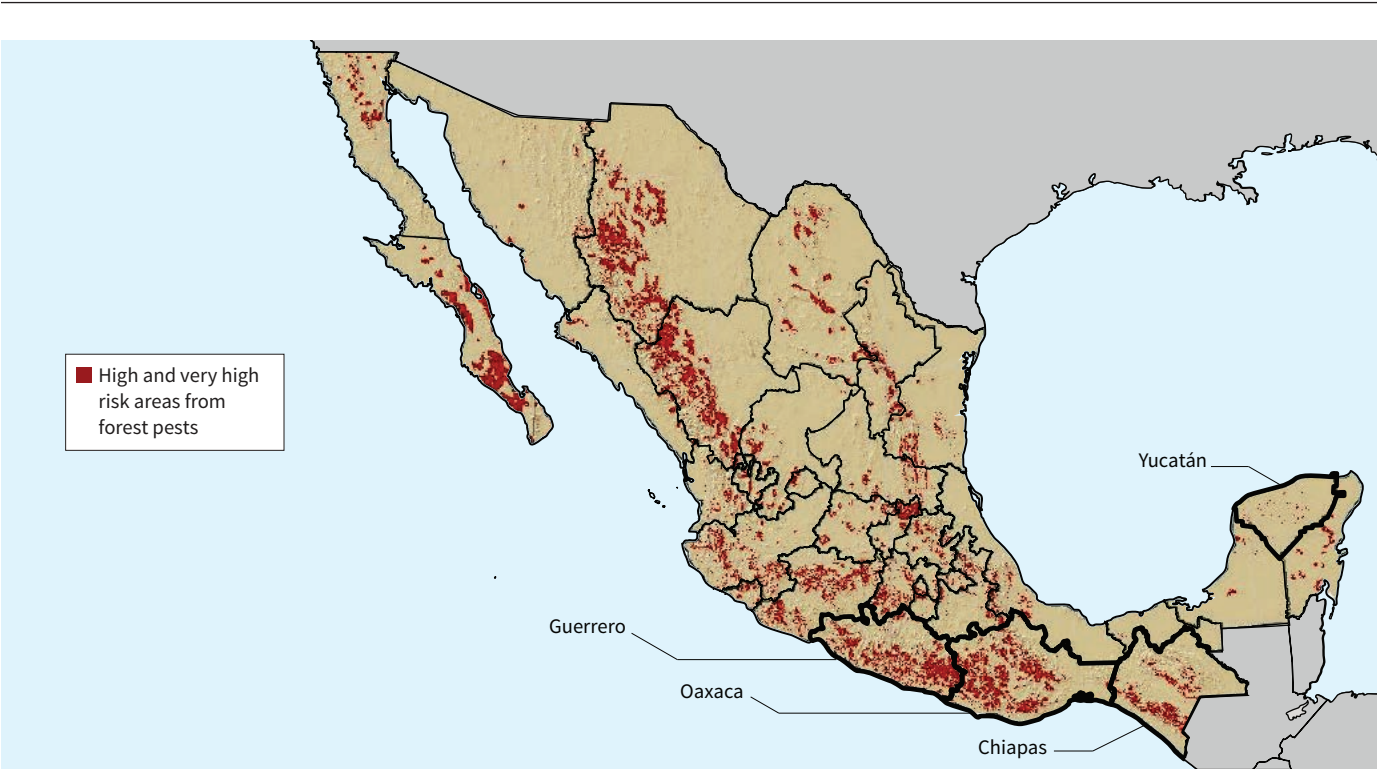 High and very high
risk areas from
forest pests
Yucatán
Guerrero
Oaxaca
Chiapas